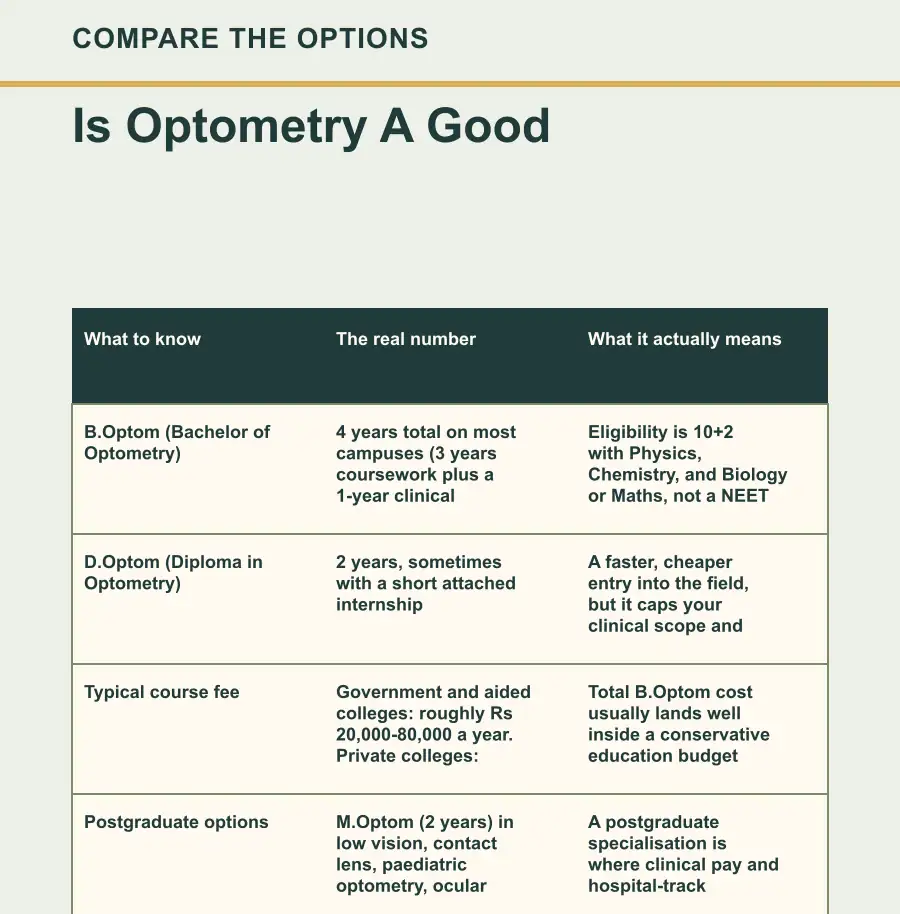 COMPARE THE OPTIONS
Is Optometry A Good
What to know
The real number
What it actually means
B.Optom (Bachelor of
Optometry)
4 years total on most
campuses (3 years
coursework plus a
1-year clinical
Eligibility is 10+2
with Physics,
Chemistry, and Biology
or Maths, not a NEET
D.Optom (Diploma in
Optometry)
2 years, sometimes
with a short attached
internship
A faster, cheaper
entry into the field,
but it caps your
clinical scope and
Typical course fee
Government and aided
colleges: roughly Rs
20,000-80,000 a year.
Private colleges:
Total B.Optom cost
usually lands well
inside a conservative
education budget
Postgraduate options
M.Optom (2 years) in
low vision, contact
lens, paediatric
optometry, ocular
A postgraduate
specialisation is
where clinical pay and
hospital-track